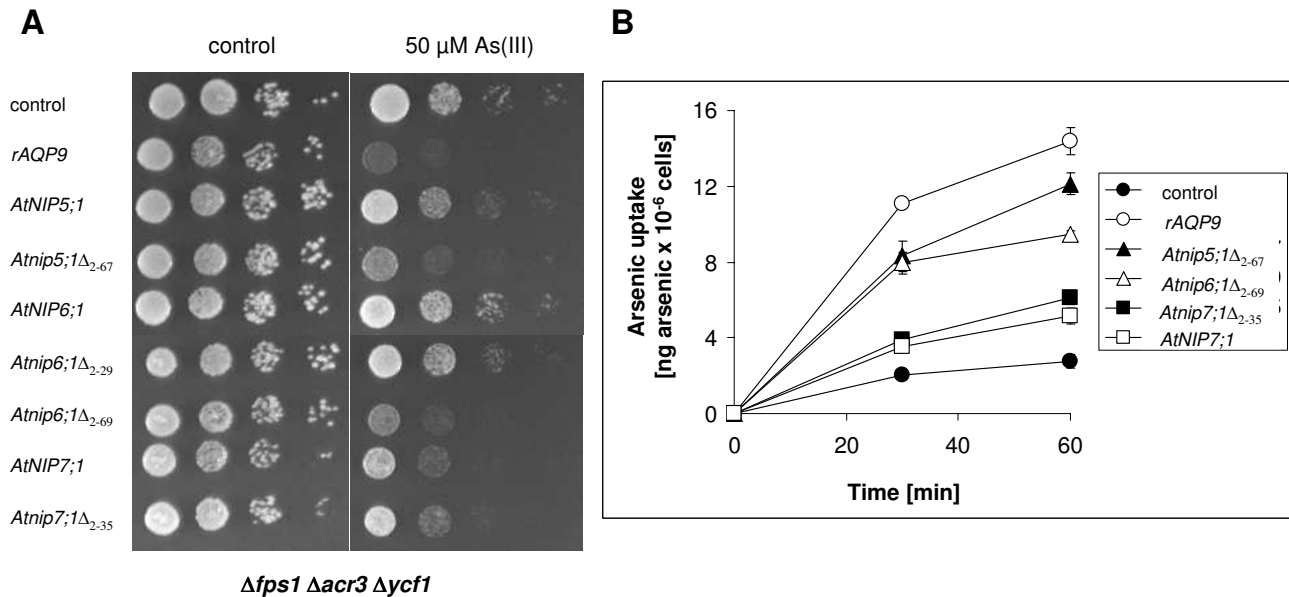 A
control 50 µM As(III)
control
rAQP9
AtNIP5;1
Atnip5;1Δ2-67
AtNIP6;1
Atnip6;1Δ2-29
Atnip6;1Δ2-69
AtNIP7;1
Atnip7;1Δ2-35
Δfps1 Δacr3 Δycf1
B
Arsenic uptake
[ng arsenic x 10-6 cells]
16
12
8
4
0
0 20 40 60
Time [min]
control
rAQP9
Atnip5;1Δ2-67
Atnip6;1Δ2-69
Atnip7;1Δ2-35
AtNIP7;1